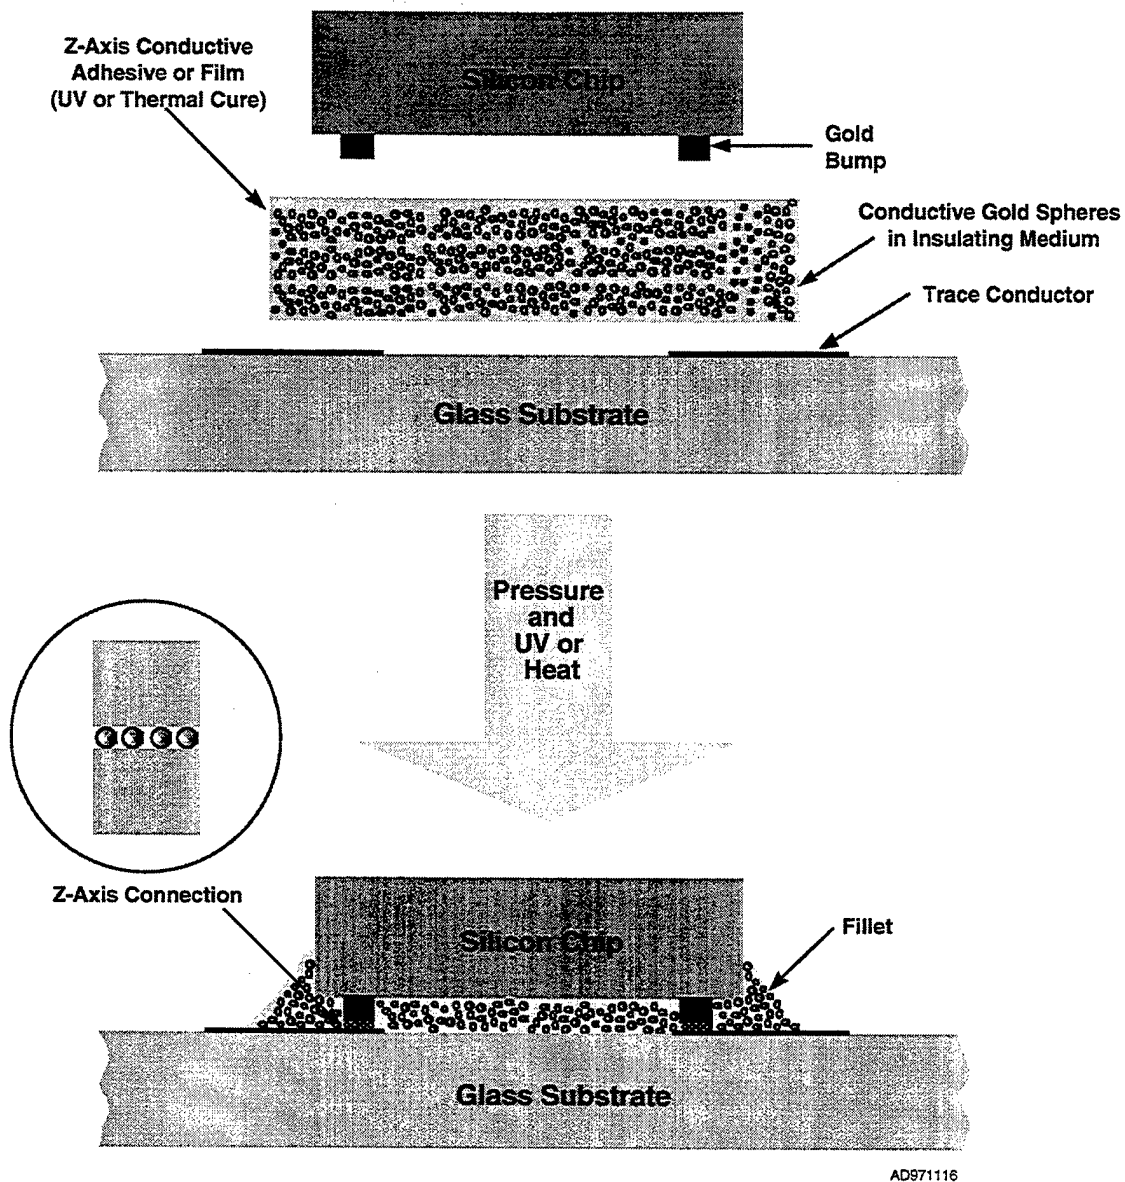 Z-Axis Conductive
Adhesive or Film
(UV or Thermal Cure)
Silicon Chip
Gold
Bump
Conductive Gold Spheres
in Insulating Medium
Trace Conductor
Glass Substrate
Pressure
and
UV or
Heat
Z-Axis Connection
Silicon Chip
Fillet
Glass Substrate
AD971116